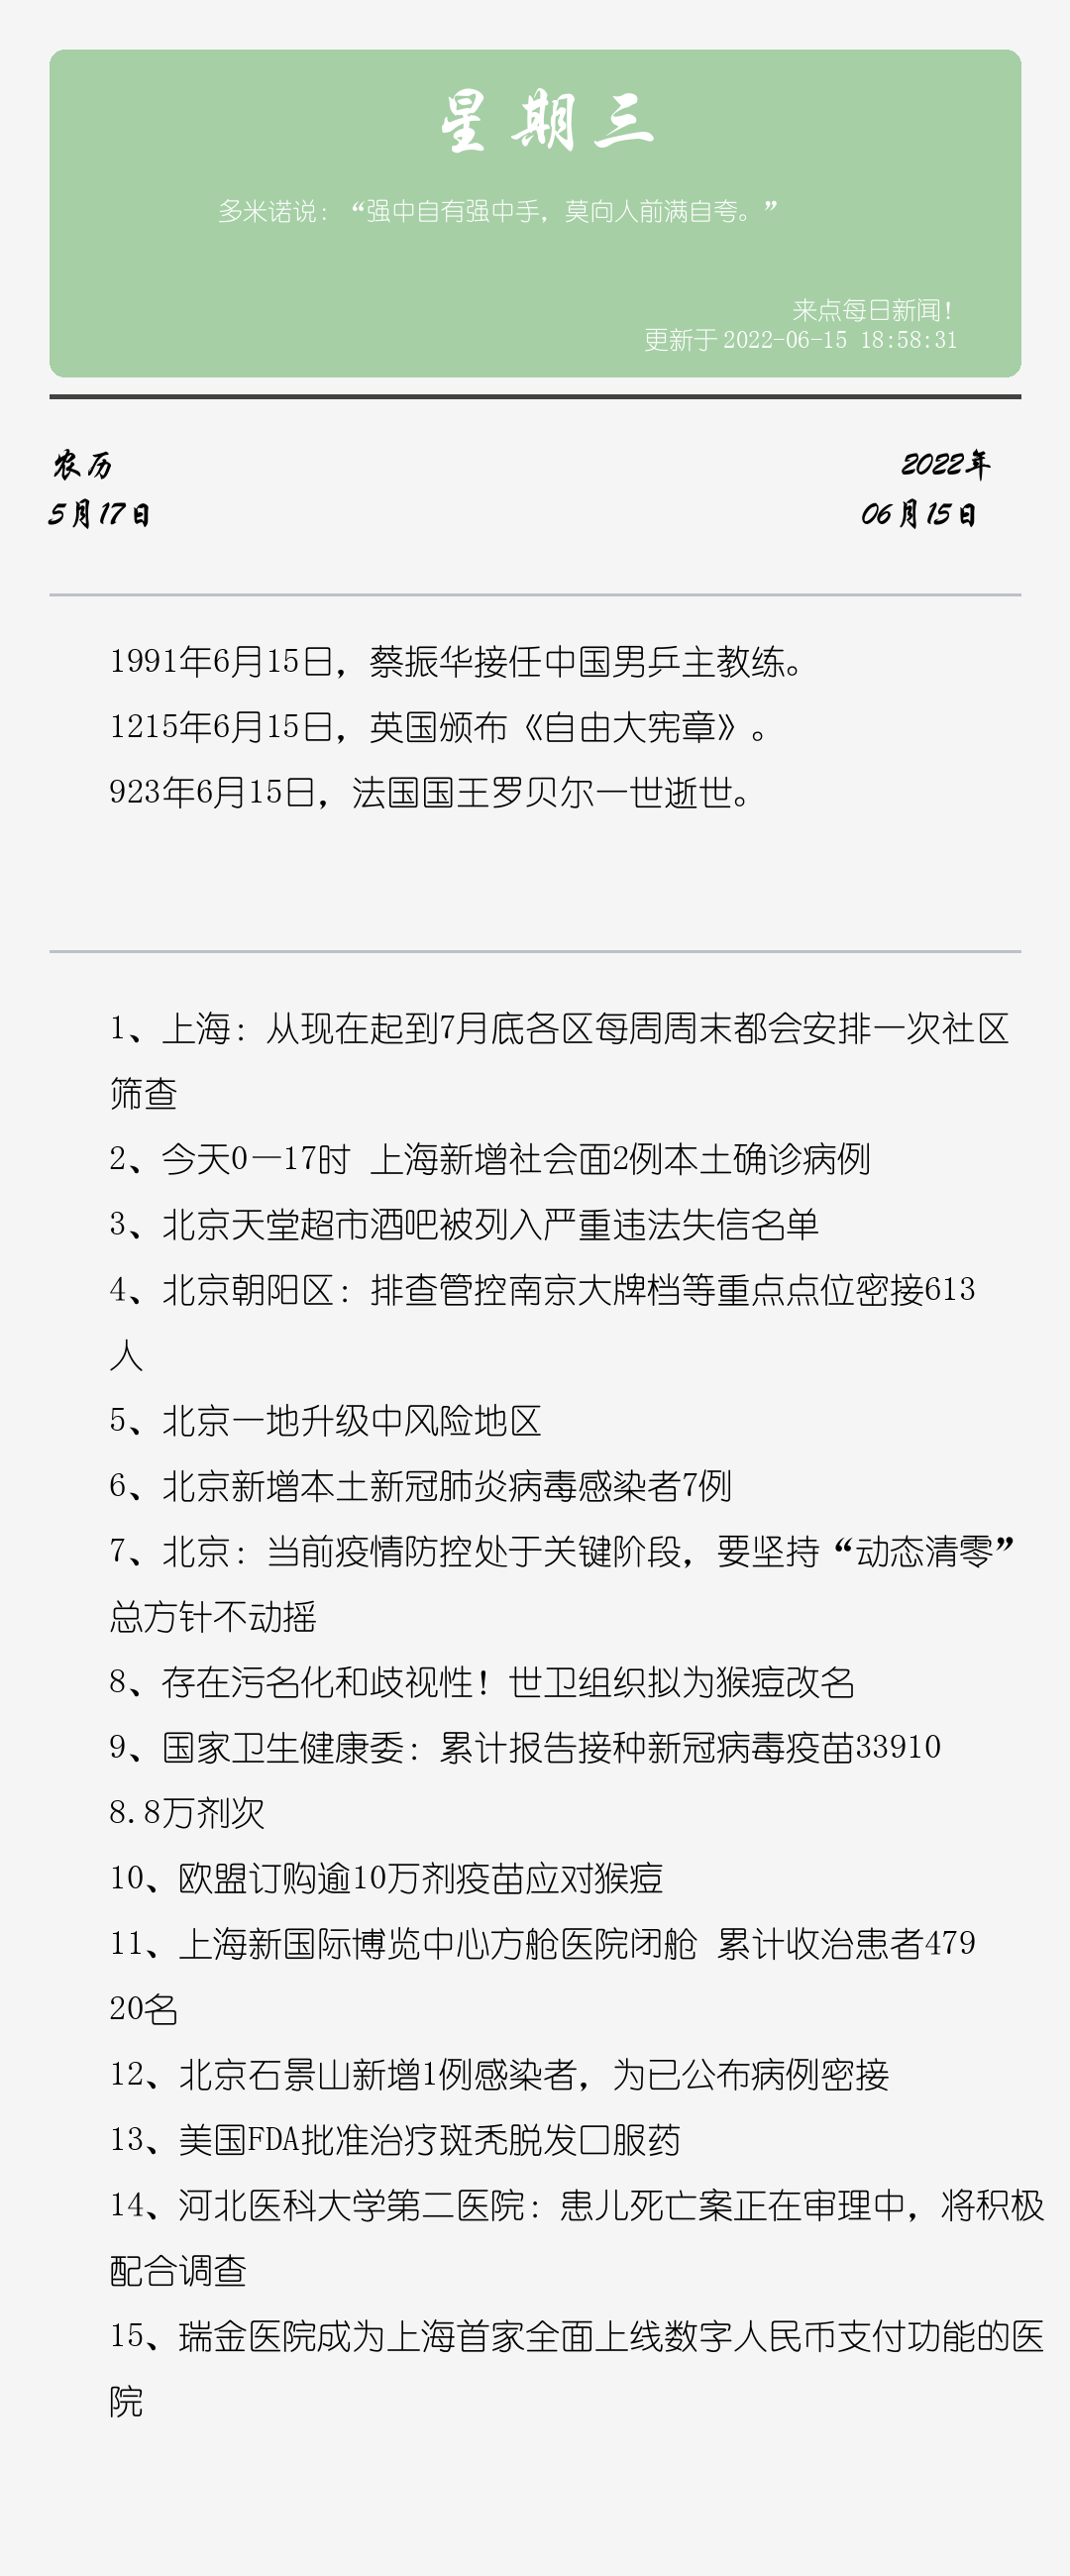 星期三
多米诺说：“强中自有强中手，莫向人前满自夸。”
来点每日新闻！
更新于 2022-06-15 18:58:31
农历
2022年
5月17日
06月15日
1991年6月15日，蔡振华接任中国男乒主教练。
1215年6月15日，英国颁布《自由大宪章》。
923年6月15日，法国国王罗贝尔一世逝世。
1、上海：从现在起到7月底各区每周周末都会安排一次社区
筛查
2、今天0—17时 上海新增社会面2例本土确诊病例
3、北京天堂超市酒吧被列入严重违法失信名单
4、北京朝阳区：排查管控南京大牌档等重点点位密接613
人
5、北京一地升级中风险地区
6、北京新增本土新冠肺炎病毒感染者7例
7、北京：当前疫情防控处于关键阶段，要坚持“动态清零”
总方针不动摇
8、存在污名化和歧视性！世卫组织拟为猴痘改名
9、国家卫生健康委：累计报告接种新冠病毒疫苗33910
8.8万剂次
10、欧盟订购逾10万剂疫苗应对猴痘
11、上海新国际博览中心方舱医院闭舱 累计收治患者479
20名
12、北京石景山新增1例感染者，为已公布病例密接
13、美国FDA批准治疗斑秃脱发口服药
14、河北医科大学第二医院：患儿死亡案正在审理中，将积极
配合调查
15、瑞金医院成为上海首家全面上线数字人民币支付功能的医
院